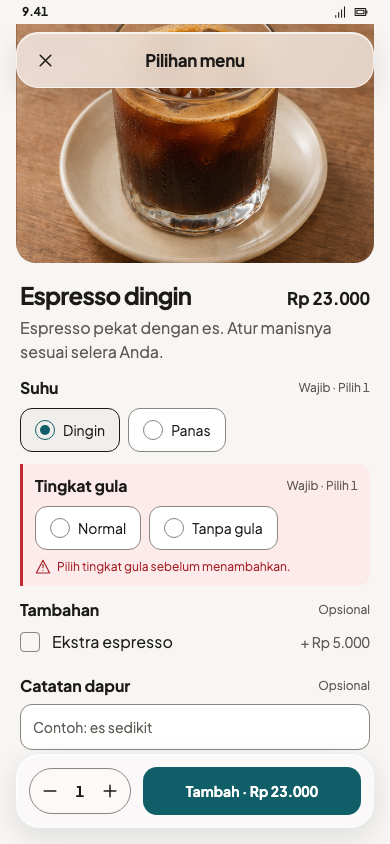 9.41
Pilihan menu
Espresso dingin
Rp 23.000
Espresso pekat dengan es. Atur manisnya
sesuai selera Anda.
Suhu
Wajib · Pilih 1
Dingin
Panas
Tingkat gula
Wajib · Pilih 1
Normal
Tanpa gula
Pilih tingkat gula sebelum menambahkan.
Tambahan
Opsional
Ekstra espresso
+ Rp 5.000
Catatan dapur
Opsional
Contoh: es sedikit
1
Tambah · Rp 23.000